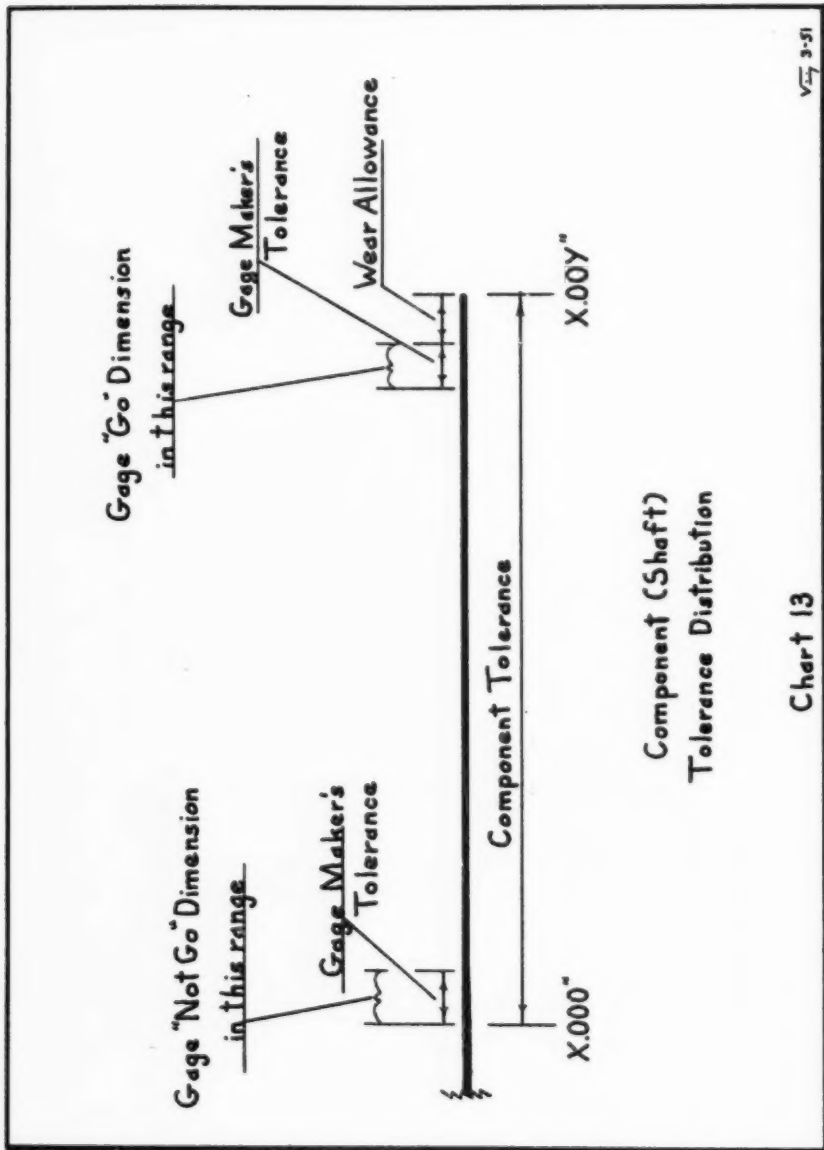 Gage "Not Go" Dimension
in this range
Gage Maker's
Tolerance
Gage "Go" Dimension
in this range
Gage Maker's
Tolerance
Wear Allowance
Component Tolerance
X.000"
X.00Y"
Component (Shaft)
Tolerance Distribution
Chart 13
3-51